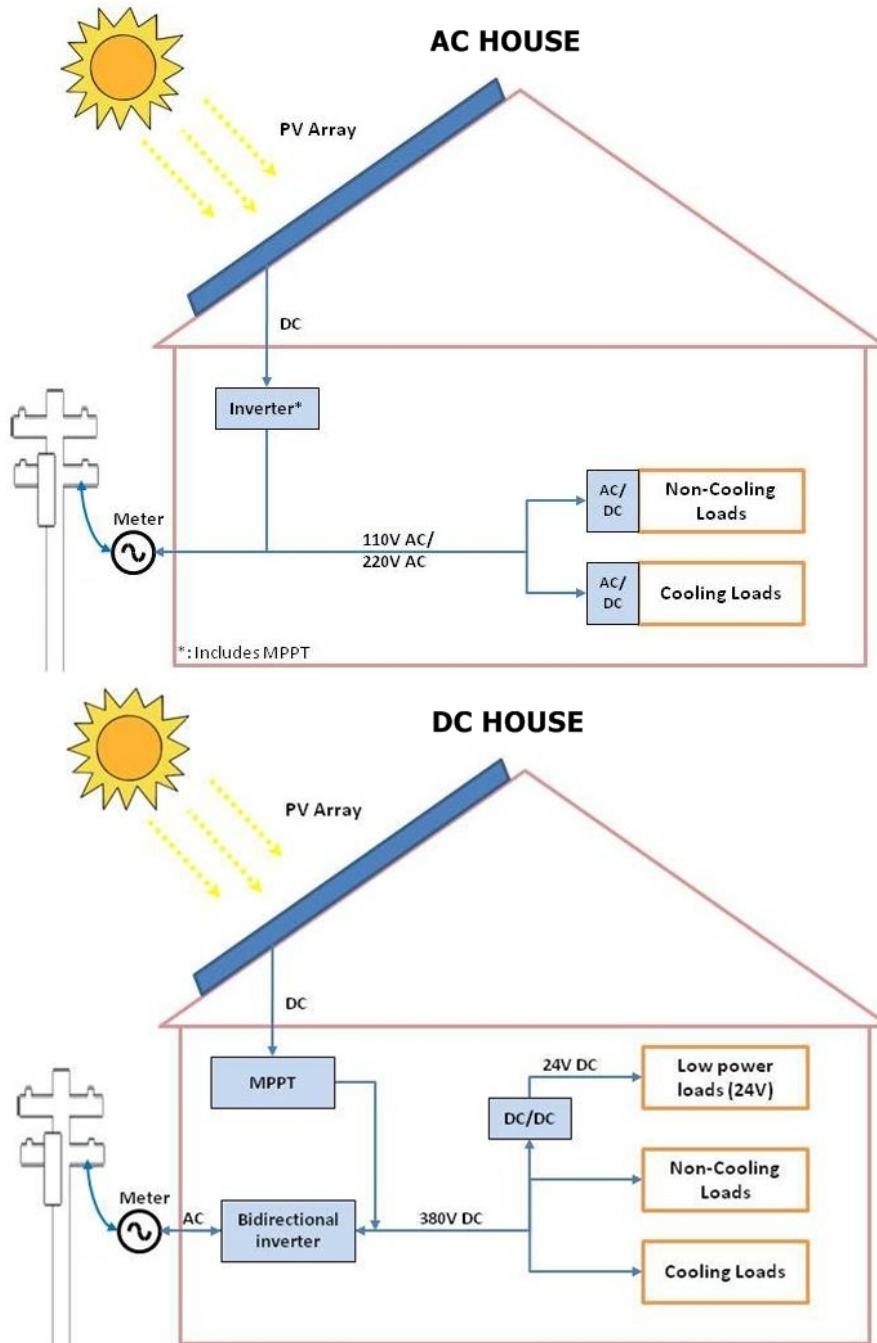 AC HOUSE
PV Array
DC
Inverter*
AC/
DC
Non-Cooling
Loads
Meter
110V AC/
220V AC
AC/
DC
Cooling Loads
*: Includes MPPT
DC HOUSE
PV Array
DC
MPPT
24V DC
Low power
loads (24V)
DC/DC
Non-Cooling
Loads
Meter
AC
Bidirectional
inverter
380V DC
Cooling Loads